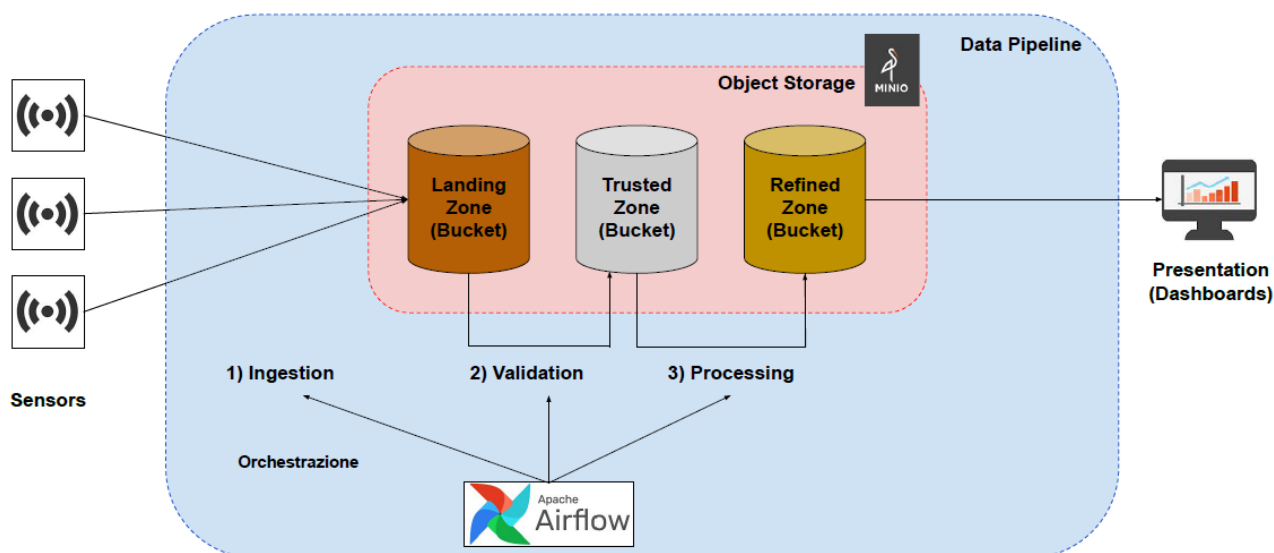 Data Pipeline
Object Storage
MINIO
Landing
Zone
(Bucket)
Trusted
Zone
(Bucket)
Refined
Zone
(Bucket)
Presentation
(Dashboards)
1) Ingestion
2) Validation
3) Processing
Sensors
Orchestrazione
Apache
Airflow